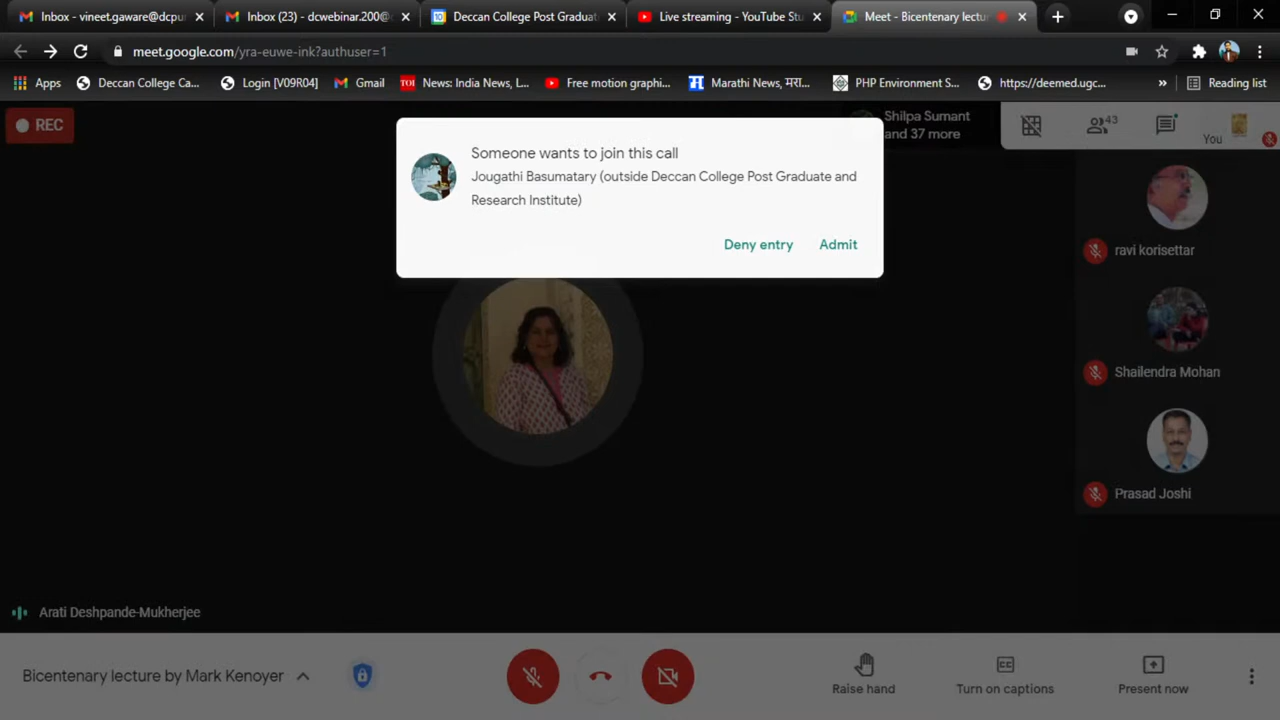 Inbox - vineet.gaware@dcpu
Inbox (23) - dcwebinar.200@
Deccan College Post Graduat
Live streaming - YouTube Stu
Meet - Bicentenary lectu
meet.google.com/yra-euwe-ink?authuser=1
Apps
Deccan College Ca...
Login [V09R04]
Gmail
TOI
News: India News, L...
Free motion graphi...
Marathi News, मरा...
PHP Environment S...
https://deemed.ugc...
»
Reading list
REC
Someone wants to join this call
Jougathi Basumatary (outside Deccan College Post Graduate and
Research Institute)
Deny entry
Admit
Shilpa Sumant
and 37 more
43
You
ravi korisettar
Shailendra Mohan
Prasad Joshi
Arati Deshpande-Mukherjee
Bicentenary lecture by Mark Kenoyer
Raise hand
CC
Turn on captions
Present now